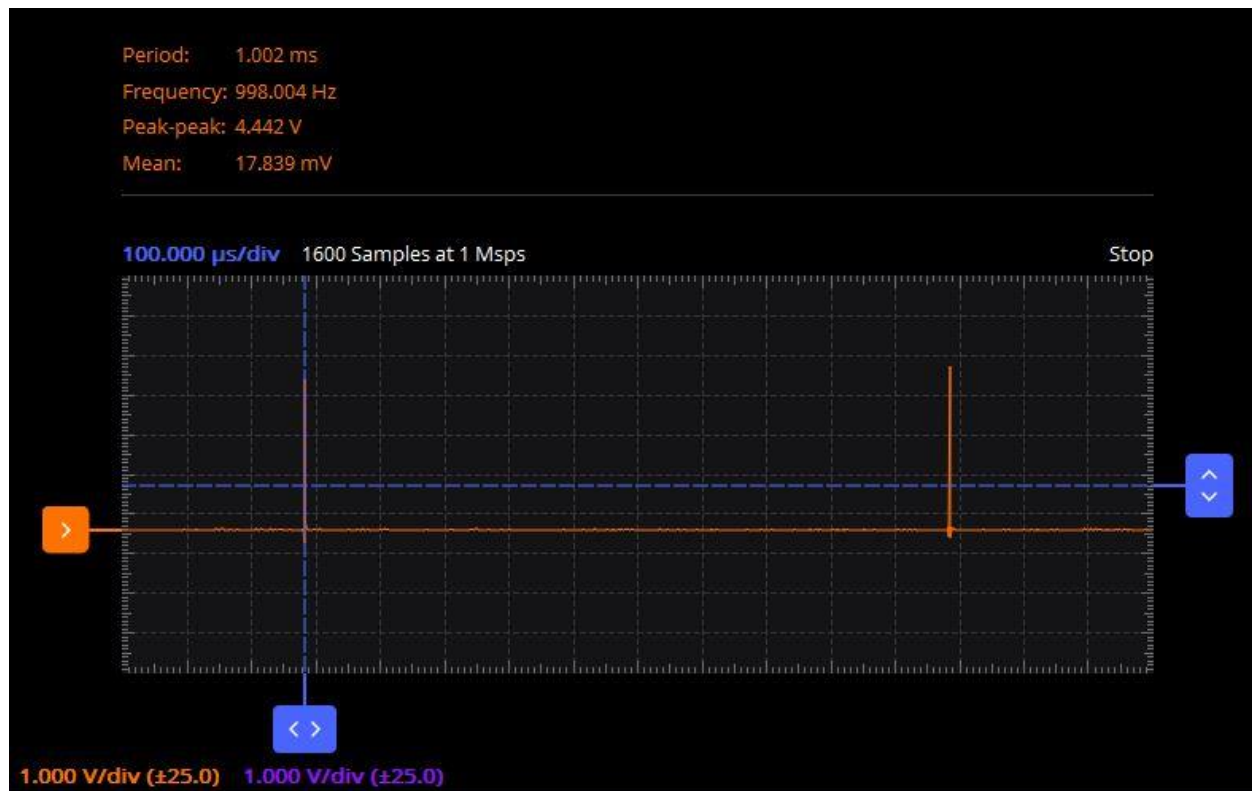 Period: 1.002 ms
Frequency: 998.004 Hz
Peak-peak: 4.442 V
Mean: 17.839 mV
100.000 µs/div 1600 Samples at 1 Msps Stop
1.000 V/div (±25.0) 1.000 V/div (±25.0)